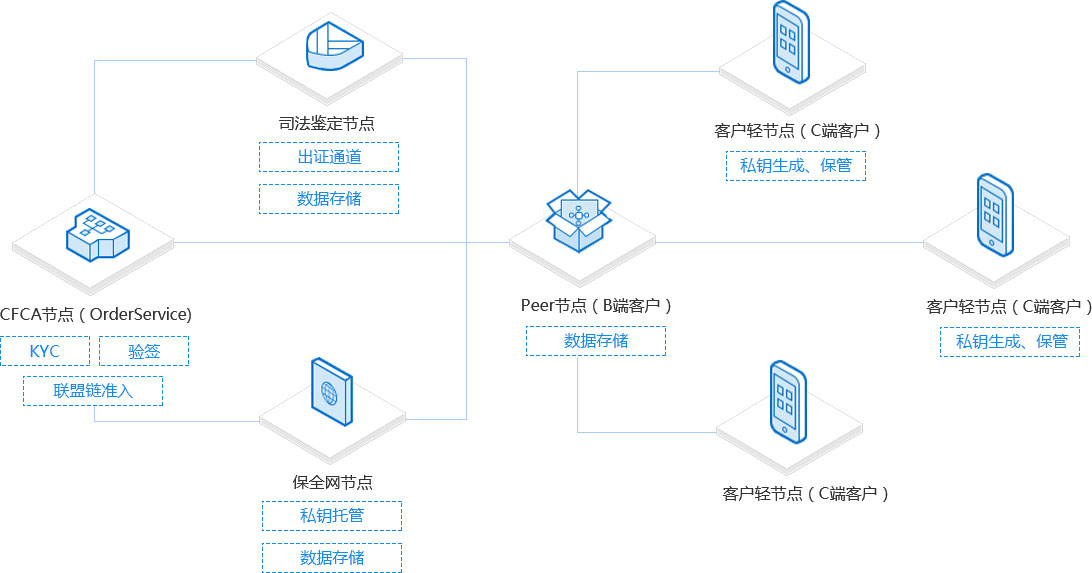 司法鉴定节点
出证通道
数据存储
客户轻节点（C端客户）
私钥生成、保管
CFCA节点（OrderService)
KYC
验签
联盟链准入
Peer节点（B端客户）
数据存储
客户轻节点（C端客户）
私钥生成、保管
保全网节点
私钥托管
数据存储
客户轻节点（C端客户）